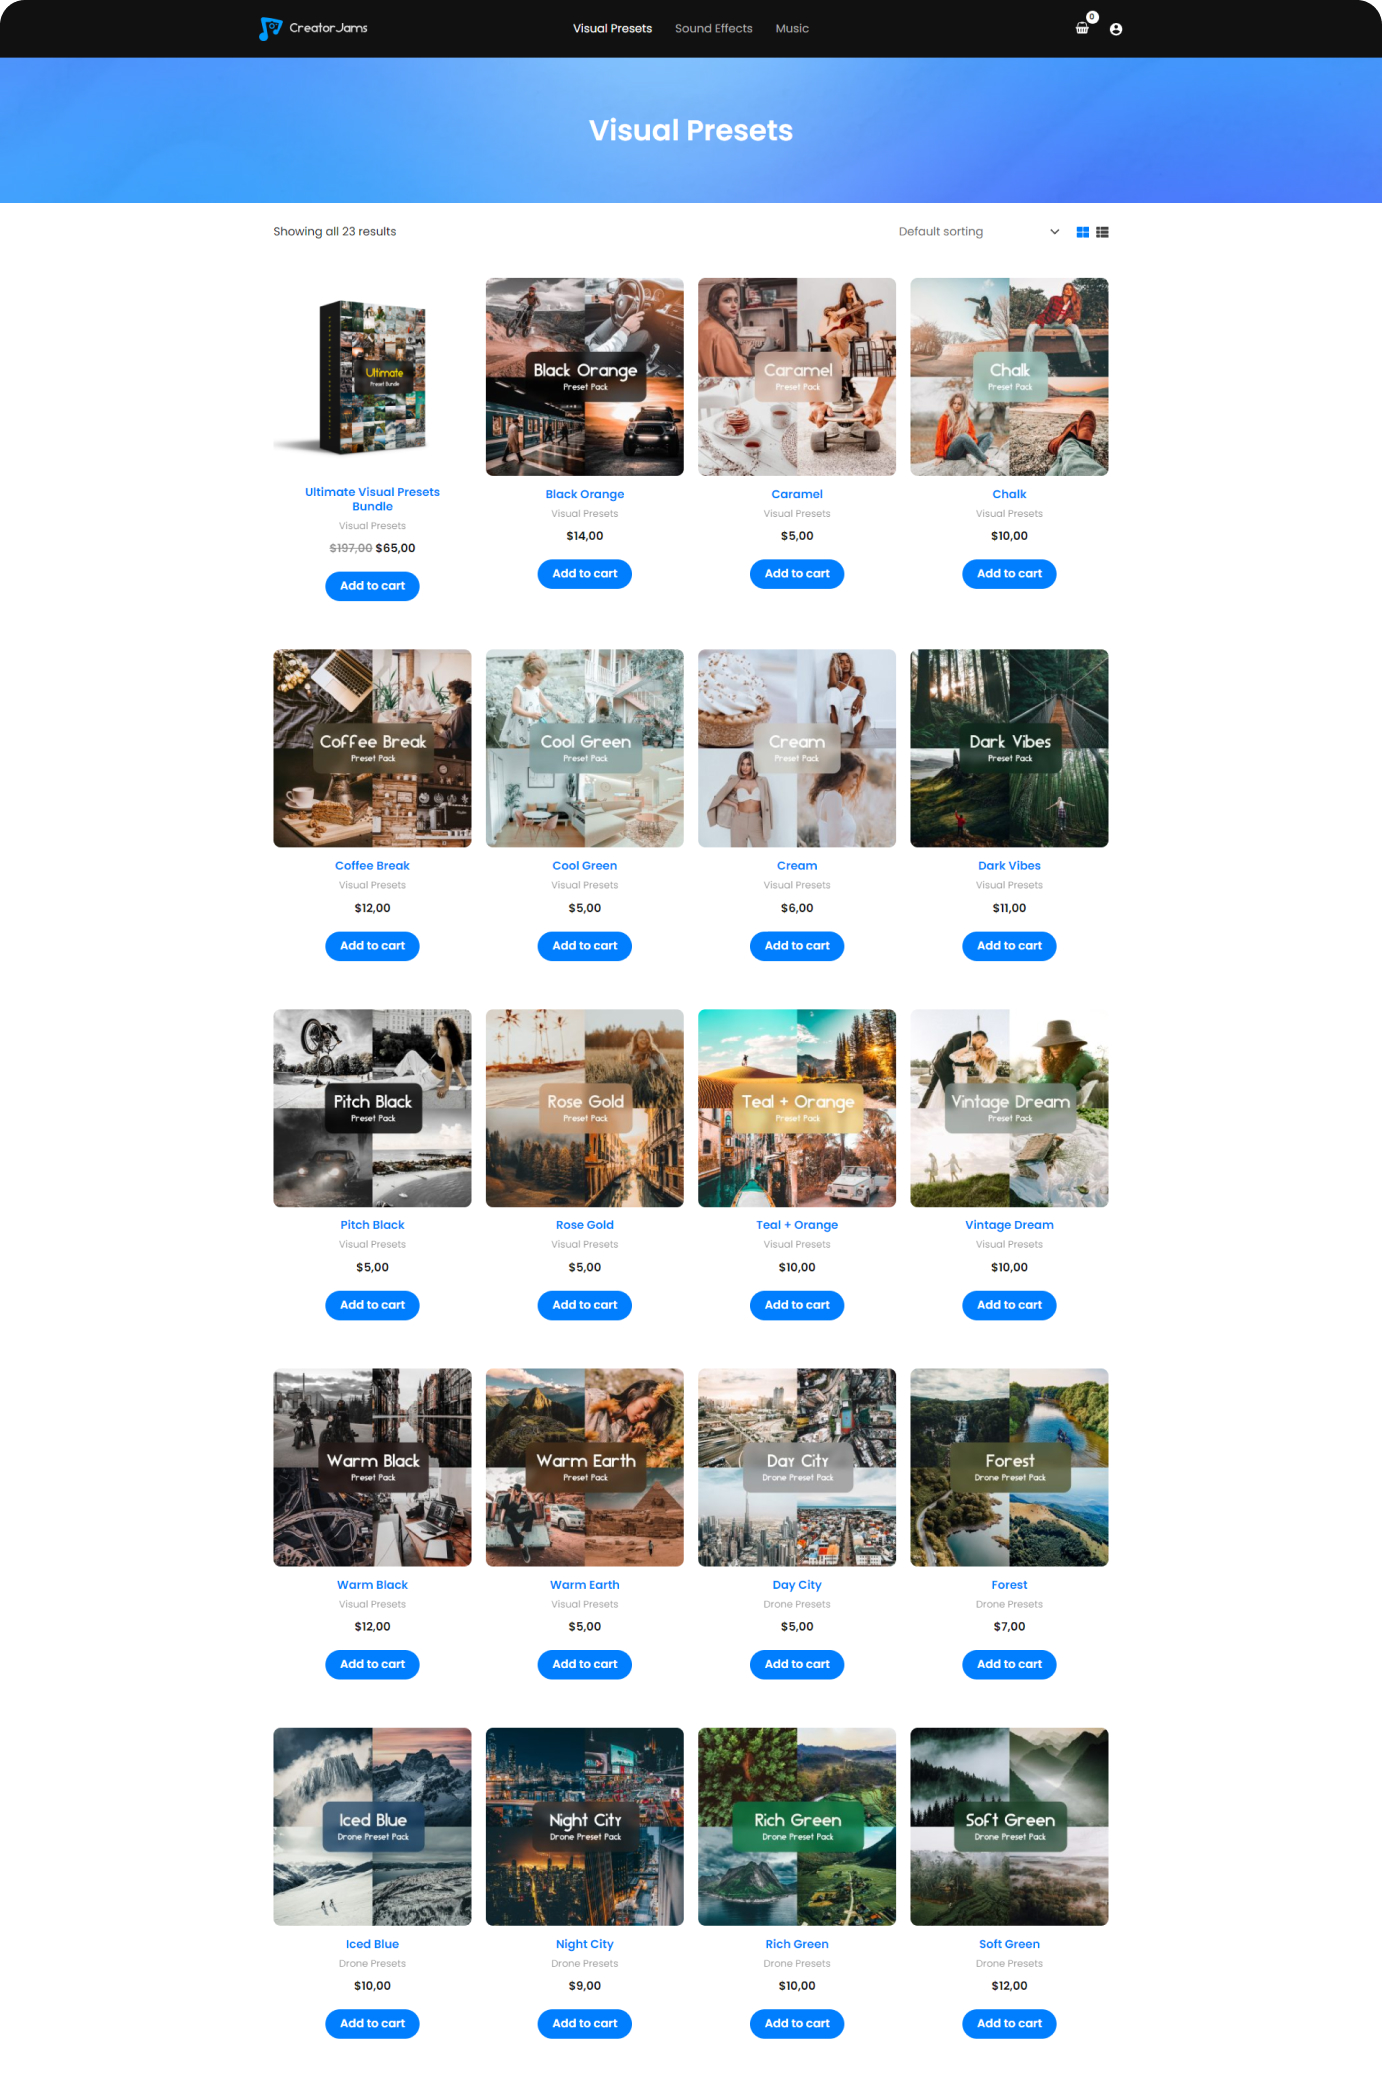 CreatorJams
Visual Presets
Sound Effects
Music
0
Visual Presets
Showing all 23 results
Default sorting
Ultimate
Preset Bundle
Black Orange
Preset Pack
Caramel
Preset Pack
Chalk
Preset Pack
Ultimate Visual Presets
Bundle
Visual Presets
$197,00 $65,00
Add to cart
Black Orange
Visual Presets
$14,00
Add to cart
Caramel
Visual Presets
$5,00
Add to cart
Chalk
Visual Presets
$10,00
Add to cart
Coffee Break
Preset Pack
Cool Green
Preset Pack
Cream
Preset Pack
Dark Vibes
Preset Pack
Coffee Break
Visual Presets
$12,00
Add to cart
Cool Green
Visual Presets
$5,00
Add to cart
Cream
Visual Presets
$6,00
Add to cart
Dark Vibes
Visual Presets
$11,00
Add to cart
Pitch Black
Preset Pack
Rose Gold
Preset Pack
Teal + Orange
Preset Pack
Vintage Dream
Preset Pack
Pitch Black
Visual Presets
$5,00
Add to cart
Rose Gold
Visual Presets
$5,00
Add to cart
Teal + Orange
Visual Presets
$10,00
Add to cart
Vintage Dream
Visual Presets
$10,00
Add to cart
Warm Black
Preset Pack
Warm Earth
Preset Pack
Day City
Drone Preset Pack
Forest
Drone Preset Pack
Warm Black
Visual Presets
$12,00
Add to cart
Warm Earth
Visual Presets
$5,00
Add to cart
Day City
Drone Presets
$5,00
Add to cart
Forest
Drone Presets
$7,00
Add to cart
Iced Blue
Drone Preset Pack
Night City
Drone Preset Pack
Rich Green
Drone Preset Pack
Soft Green
Drone Preset Pack
Iced Blue
Drone Presets
$10,00
Add to cart
Night City
Drone Presets
$9,00
Add to cart
Rich Green
Drone Presets
$10,00
Add to cart
Soft Green
Drone Presets
$12,00
Add to cart